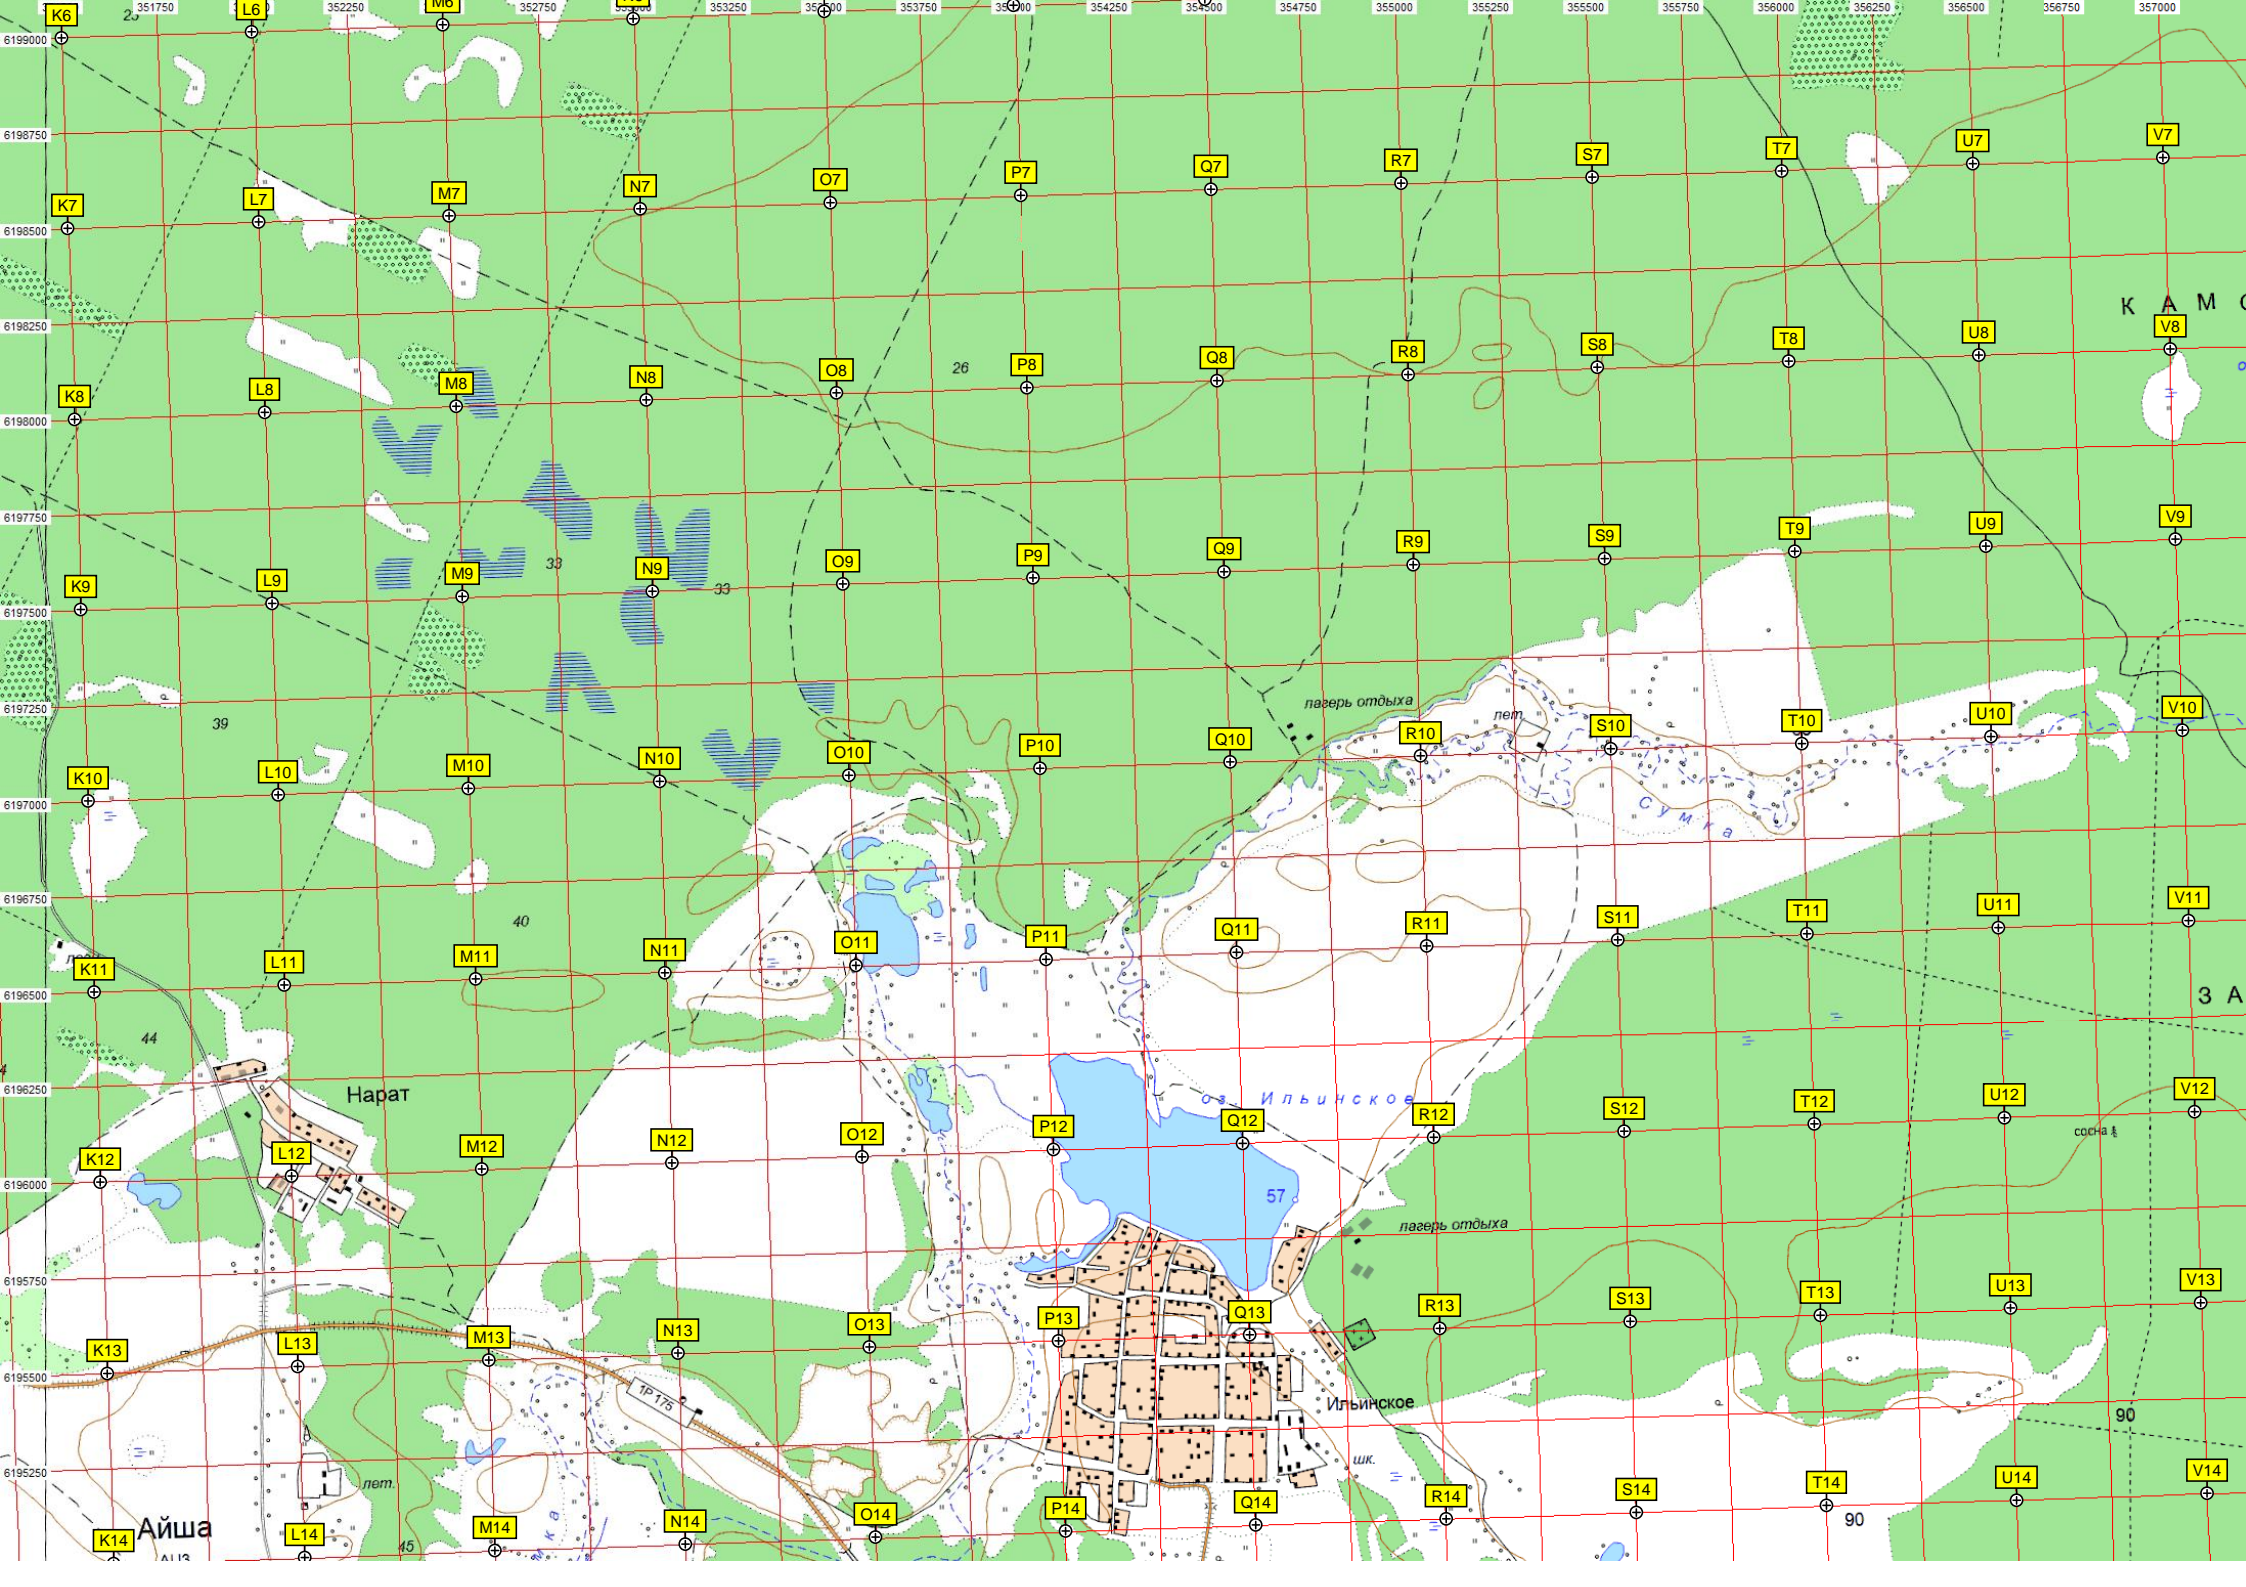 351750 352250 352750 353250 353750 354250 354500 354750 355000 355250 355500 355750 356000 356250 356500 356750 357000
K6 L6 M6
6199000
6198750
K7 L7 M7 N7 O7 P7 Q7 R7 S7 T7 U7 V7
6198500
6198250
К А М
K8 L8 M8 N8 O8 P8 Q8 R8 S8 T8 U8 V8
26
6198000
6197750
K9 L9 M9 N9 O9 P9 Q9 R9 S9 T9 U9 V9
33
33
6197500
6197250
лагерь отдыха
лет.
39
K10 L10 M10 N10 O10 P10 Q10 R10 S10 T10 U10 V10
6197000
Сумка
6196750
40
K11 L11 M11 N11 O11 P11 Q11 R11 S11 T11 U11 V11
6196500
З А
44
6196250
Нарат
оз. Ильинское
K12 L12 M12 N12 O12 P12 Q12 R12 S12 T12 U12 V12
сосна
6196000
57
лагерь отдыха
6195750
K13 L13 M13 N13 O13 P13 Q13 R13 S13 T13 U13 V13
6195500
1Р 175
Ильинское
90
6195250
лет.
шк.
K14 L14 M14 N14 O14 P14 Q14 R14 S14 T14 U14 V14
Айша
45
90